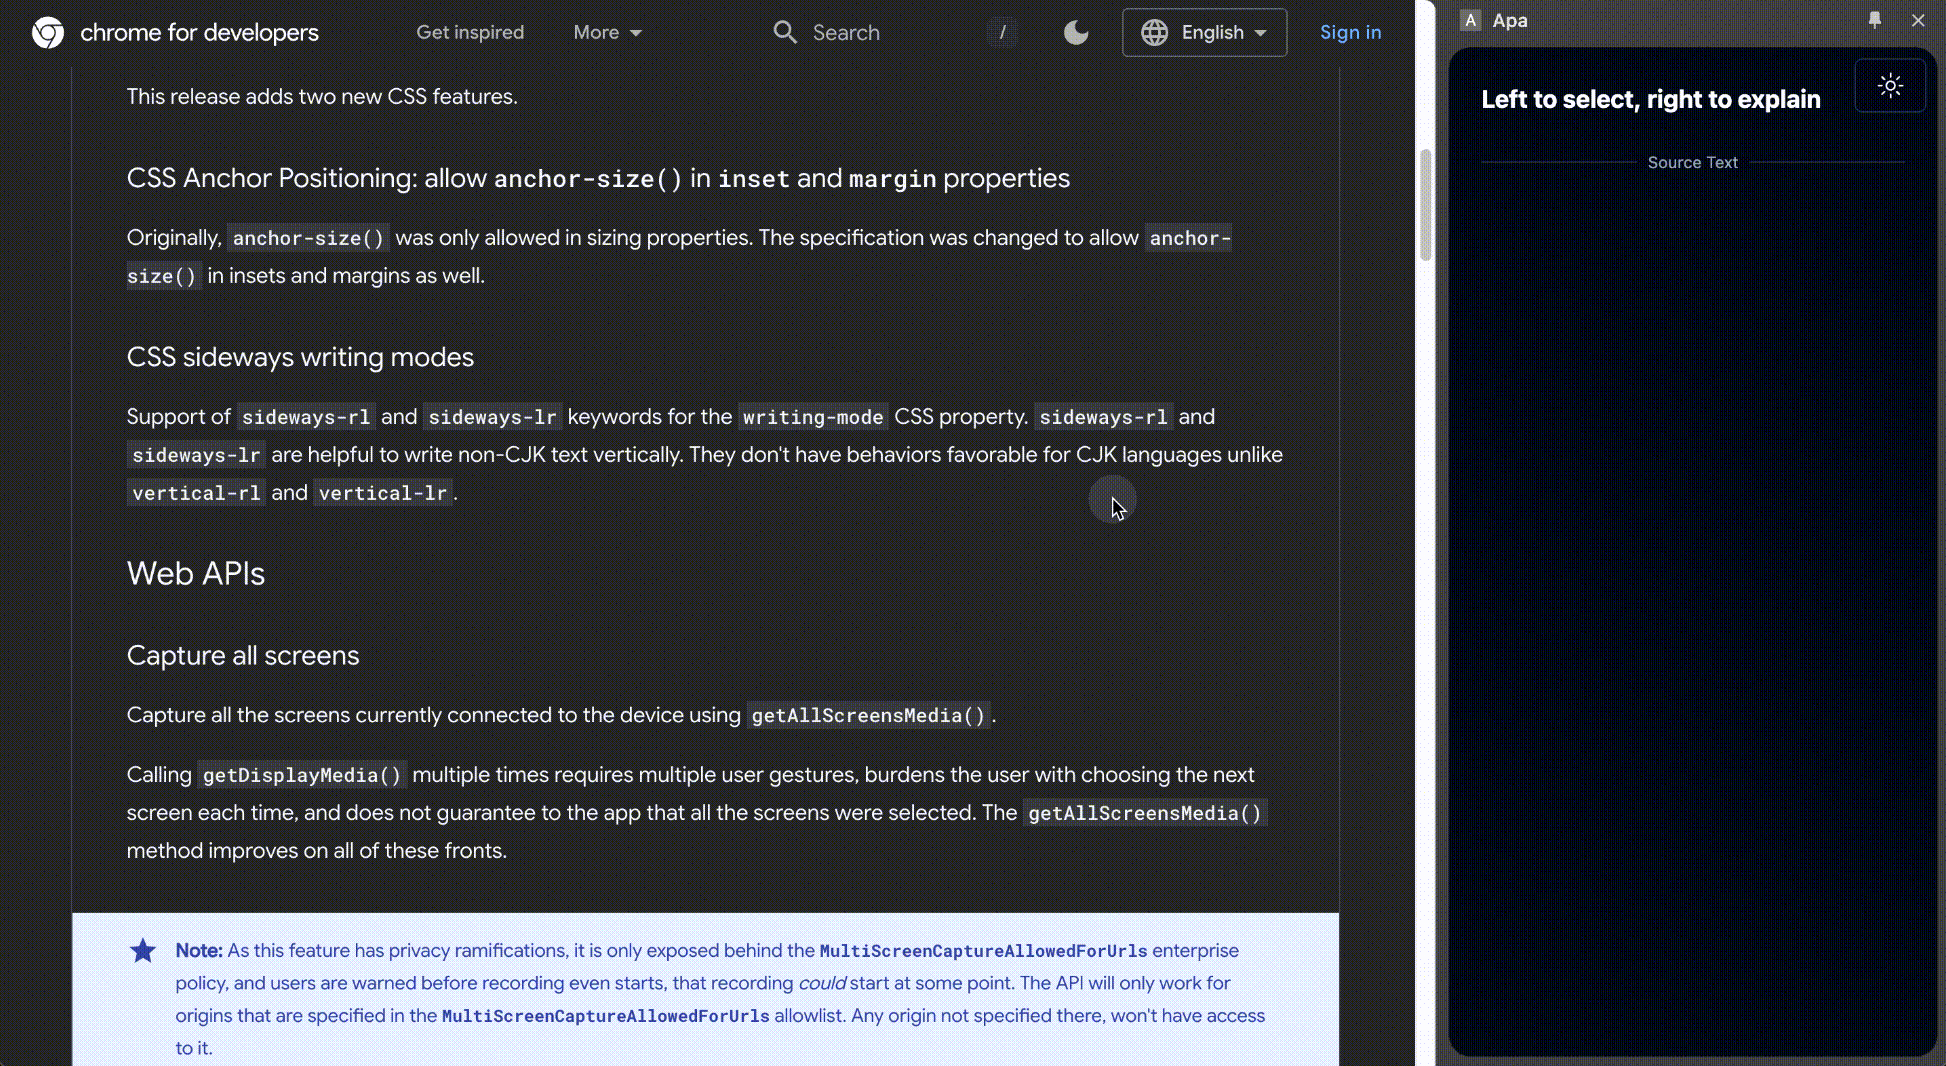 chrome for developers
Get inspired
More
Search
/
English
Sign in
This release adds two new CSS features.
CSS Anchor Positioning: allow anchor-size() in inset and margin properties
Originally, anchor-size() was only allowed in sizing properties. The specification was changed to allow anchor-
size() in insets and margins as well.
CSS sideways writing modes
Support of sideways-rl and sideways-lr keywords for the writing-mode CSS property. sideways-rl and
sideways-lr are helpful to write non-CJK text vertically. They don't have behaviors favorable for CJK languages unlike
vertical-rl and vertical-lr.
Web APIs
Capture all screens
Capture all the screens currently connected to the device using getAllScreensMedia().
Calling getDisplayMedia() multiple times requires multiple user gestures, burdens the user with choosing the next
screen each time, and does not guarantee to the app that all the screens were selected. The getAllScreensMedia()
method improves on all of these fronts.
Note: As this feature has privacy ramifications, it is only exposed behind the MultiScreenCaptureAllowedForUrls enterprise
policy, and users are warned before recording even starts, that recording could start at some point. The API will only work for
origins that are specified in the MultiScreenCaptureAllowedForUrls allowlist. Any origin not specified there, won't have access
to it.
A Apa
Left to select, right to explain
Source Text